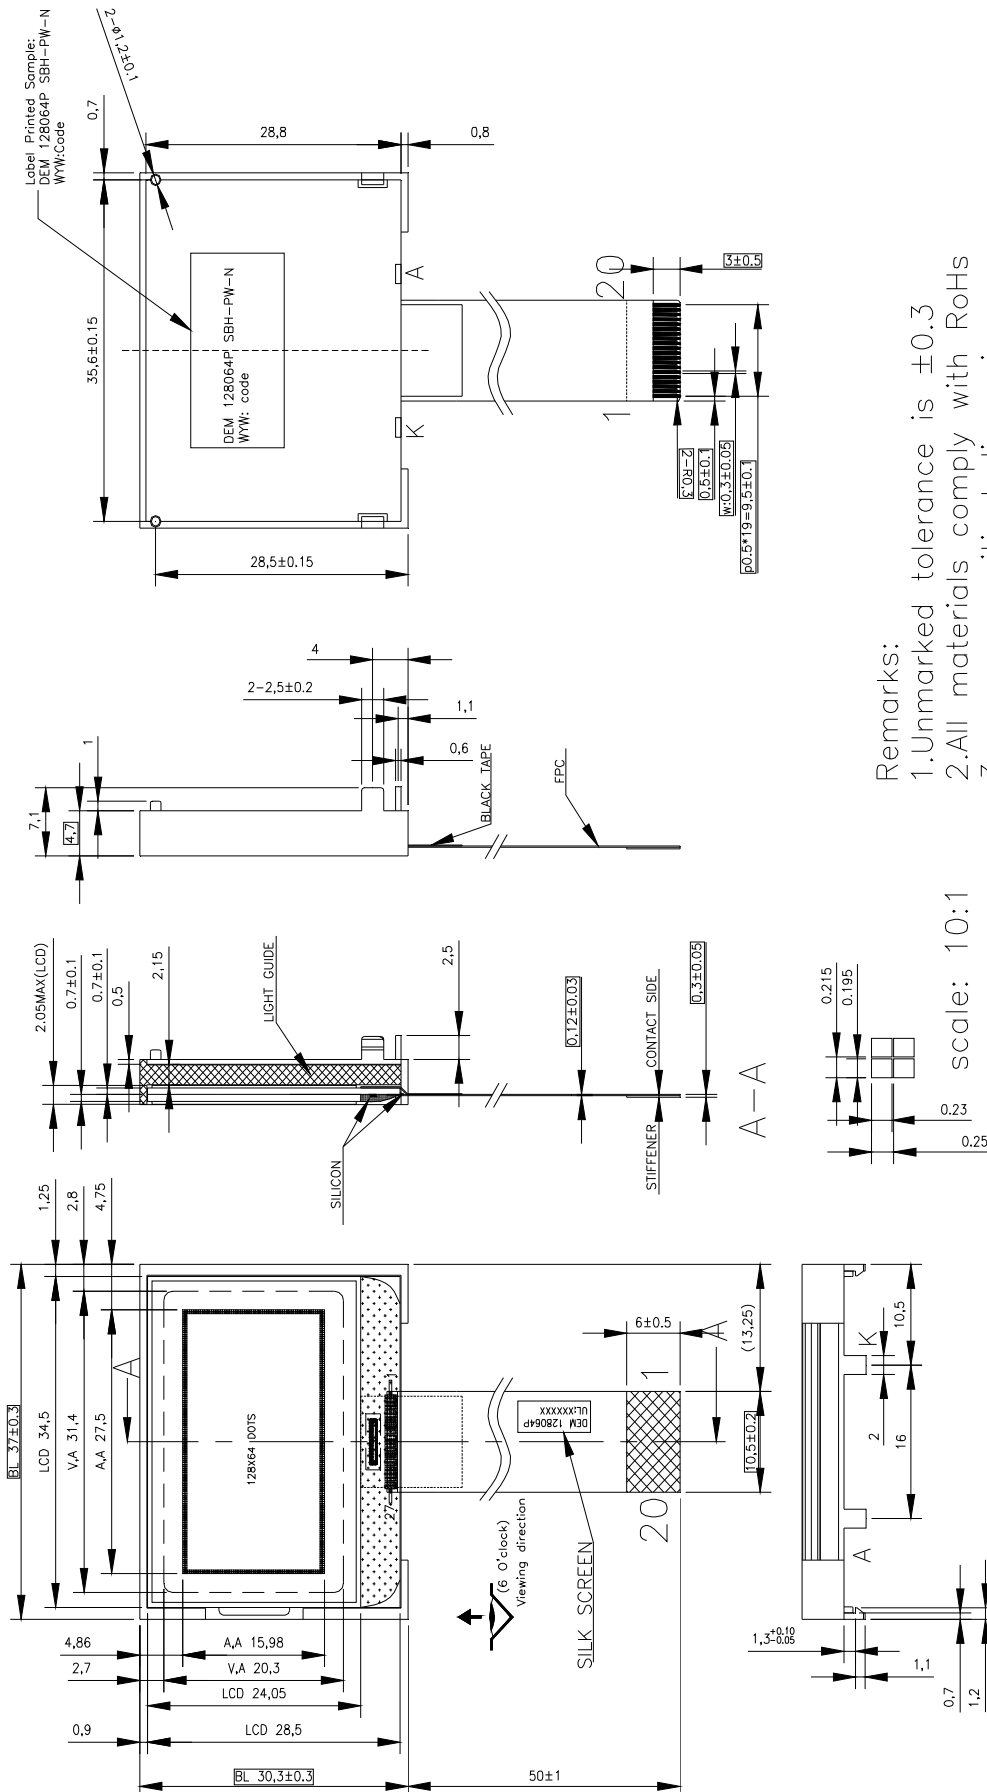 Label Printed Sample:
DEM 128064P SBH-PW-N
WYW:Code
2-ø1,2±0.1
0,7
35,6±0.15
28,8
0,8
28,5±0.15
DEM 128064P SBH-PW-N
WYW: code
K
A
1
20
3±0.5
2-R0,3
0,5±0.1
w:0,3±0.05
p0.5*19=9,5±0.1
7,1
4,7
1
4
2-2,5±0.2
1,1
0,6
BLACK TAPE
FPC
2.05MAX(LCD)
0.7±0.1
0.7±0.1
0,5
2,15
LIGHT GUIDE
2,5
SILICON
0,12±0.03
STIFFENER
CONTACT SIDE
0,3±0.05
A-A
BL 37±0.3
LCD 34,5
V,A 31,4
A,A 27,5
1,25
2,8
4,75
A
128X64 DOTS
1
27
4,86
2,7
0,9
A,A 15,98
V,A 20,3
LCD 24,05
LCD 28,5
BL 30,3±0.3
50±1
(6 O'clock)
Viewing direction
DEM 128064P
UL:XXXXXX
SILK SCREEN
20
1
A
6±0.5
(13,25)
10,5±0.2
10,5
K
2
16
A
1,3+0.10-0.05
1,1
0,7
1,2
0.215
0.195
0.23
0.25
scale: 10:1
Remarks:
1.Unmarked tolerance is ±0.3
2.All materials comply with RoHs